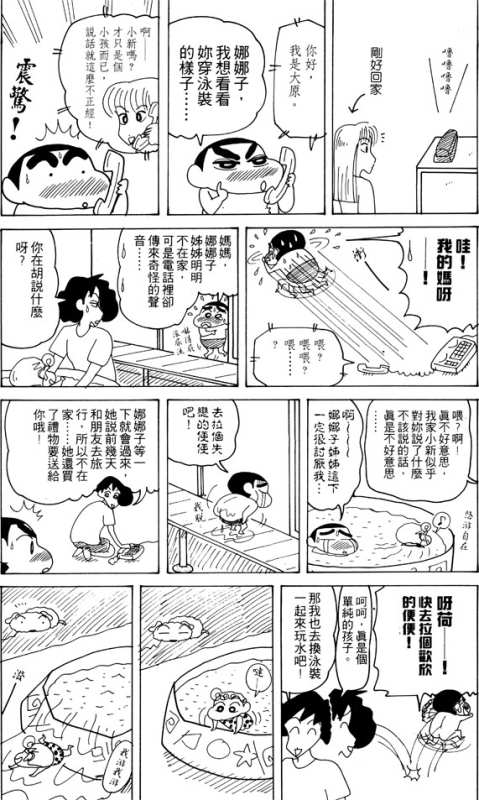 嚕嚕嚕嚕
剛好回家
你好，
我是大原。
娜娜子，
我想看看
妳穿泳裝
的樣子⋯⋯
啊——
小新嗎？
才只是個
小孩而已，
說話就這麼不正經！
震驚！
哇！
我的媽呀
！
喂？
喂喂？
⋯⋯
？
媽媽，
娜娜子
姊姊明明
不在家，
可是電話裡卻
傳來奇怪的聲
音⋯⋯
你在胡說什麼
呀？
喂？啊！
真不好意思，
我家小新似乎
對妳說了什麼
不該說的話，
真是不好意思
⋯⋯
悠游自在
啊——
娜娜子姊姊這下
一定很討厭我⋯⋯
去拉個失
戀的便便
吧！
我脫
娜娜子等一
下就會過來，
她說前幾天
和朋友去旅
行，所以不在
家⋯⋯她還買
了禮物要送給
你哦！
呀荷——！
快去拉個歡欣
的便便！
呵呵，真是個
單純的孩子。
那我也去換泳裝
一起來玩水吧！
噠
我游我游